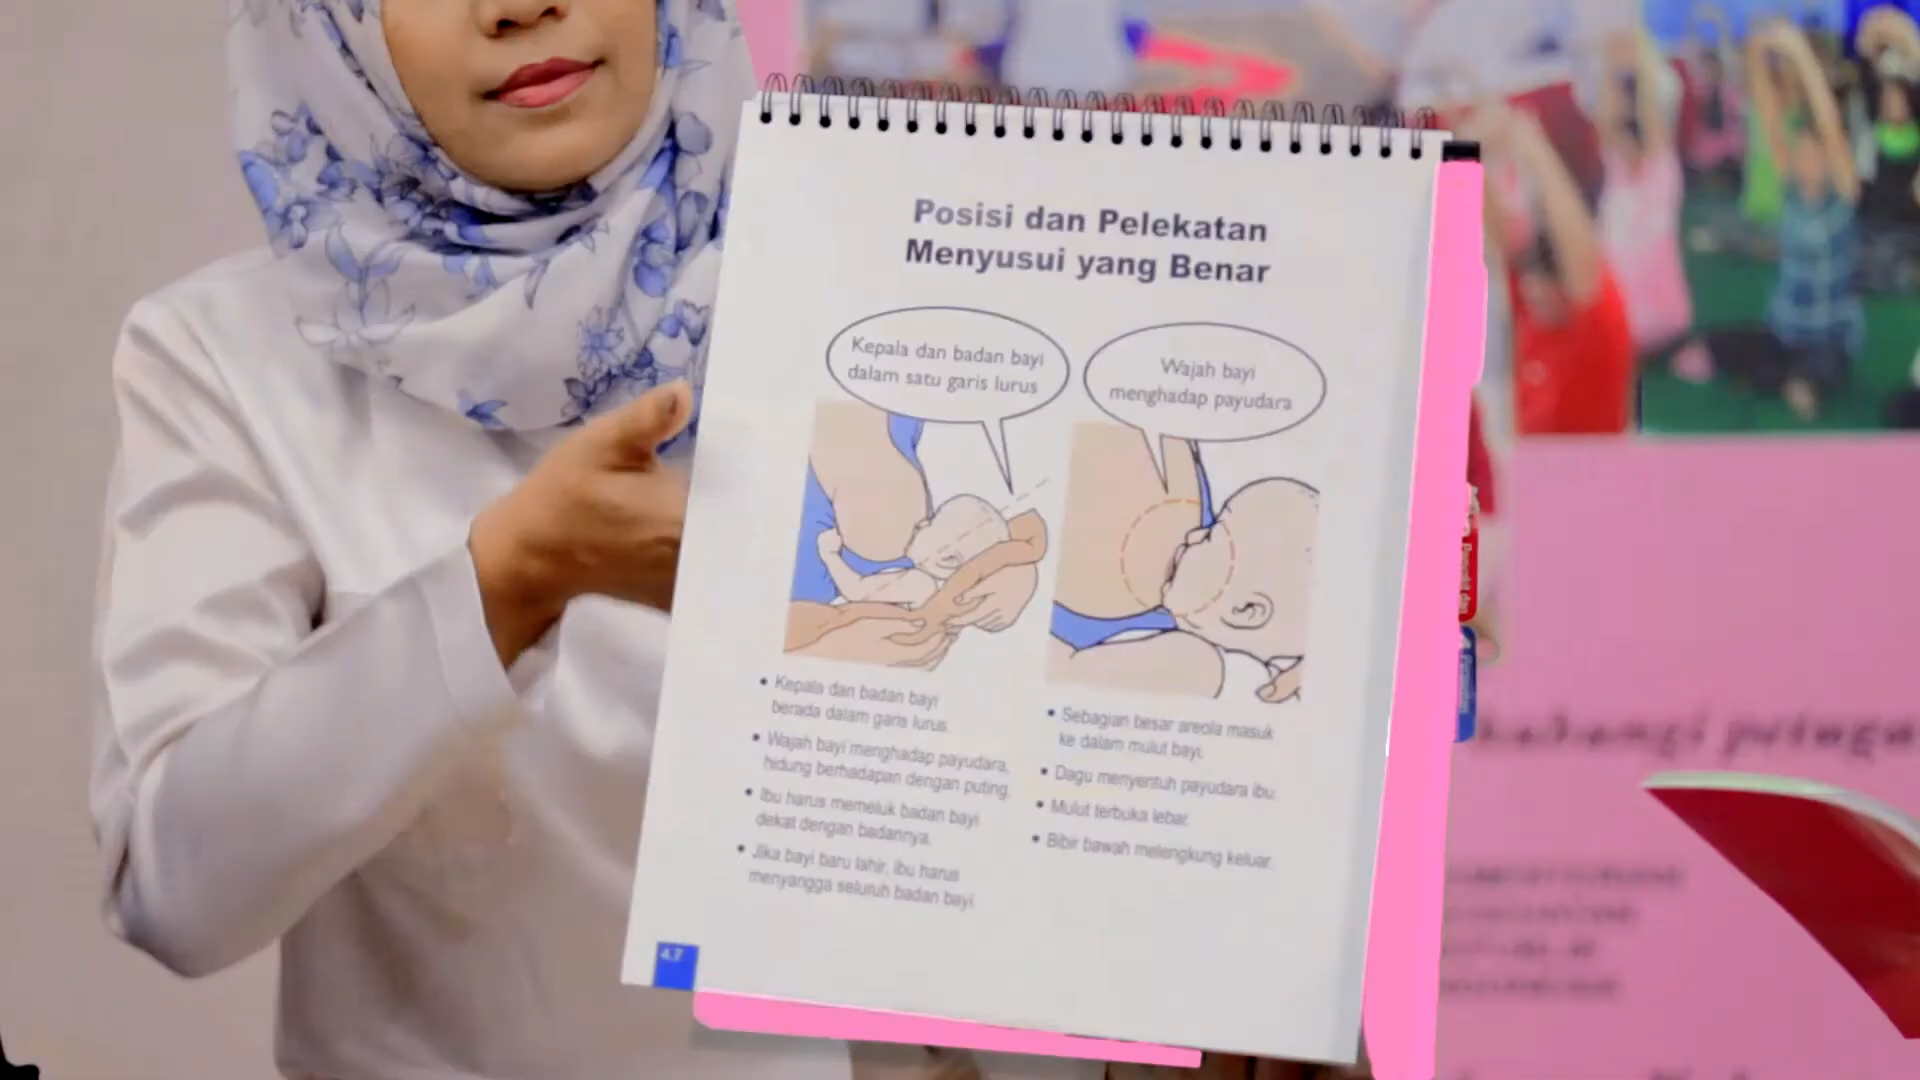 Posisi dan Pelekatan
Menyusui yang Benar
Kepala dan badan bayi
dalam satu garis lurus
Wajah bayi
menghadap payudara
• Kepala dan badan bayi
berada dalam garis lurus.
• Wajah bayi menghadap payudara,
hidung berhadapan dengan puting.
• Ibu harus memeluk badan bayi
dekat dengan badannya.
• Jika bayi baru lahir, ibu harus
menyangga seluruh badan bayi.
• Sebagian besar areola masuk
ke dalam mulut bayi.
• Dagu menyentuh payudara ibu.
• Mulut terbuka lebar.
• Bibir bawah melengkung keluar.
4.7